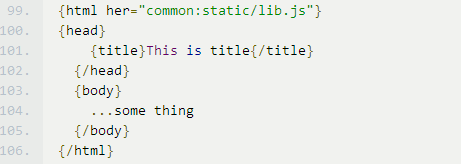 99. {html her="common:static/lib.js"}
100. {head}
101. {title}This is title{/title}
102. {/head}
103. {body}
104. ...some thing
105. {/body}
106. {/html}